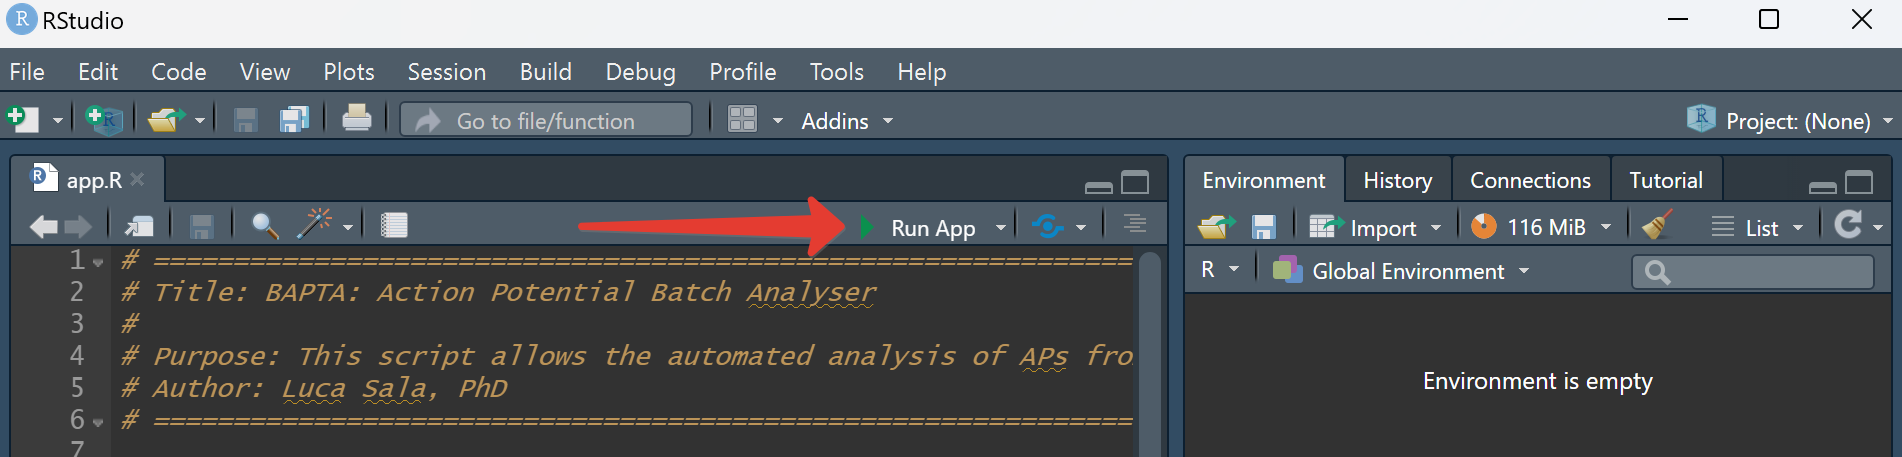 RStudio
File Edit Code View Plots Session Build Debug Profile Tools Help
Go to file/function Addins Project: (None)
app.R
Run App
1 # =============================================================
2 # Title: BAPTA: Action Potential Batch Analyser
3 #
4 # Purpose: This script allows the automated analysis of APs fro
5 # Author: Luca Sala, PhD
6 # =============================================================
7
Environment History Connections Tutorial
Import 116 MiB List
R Global Environment
Environment is empty